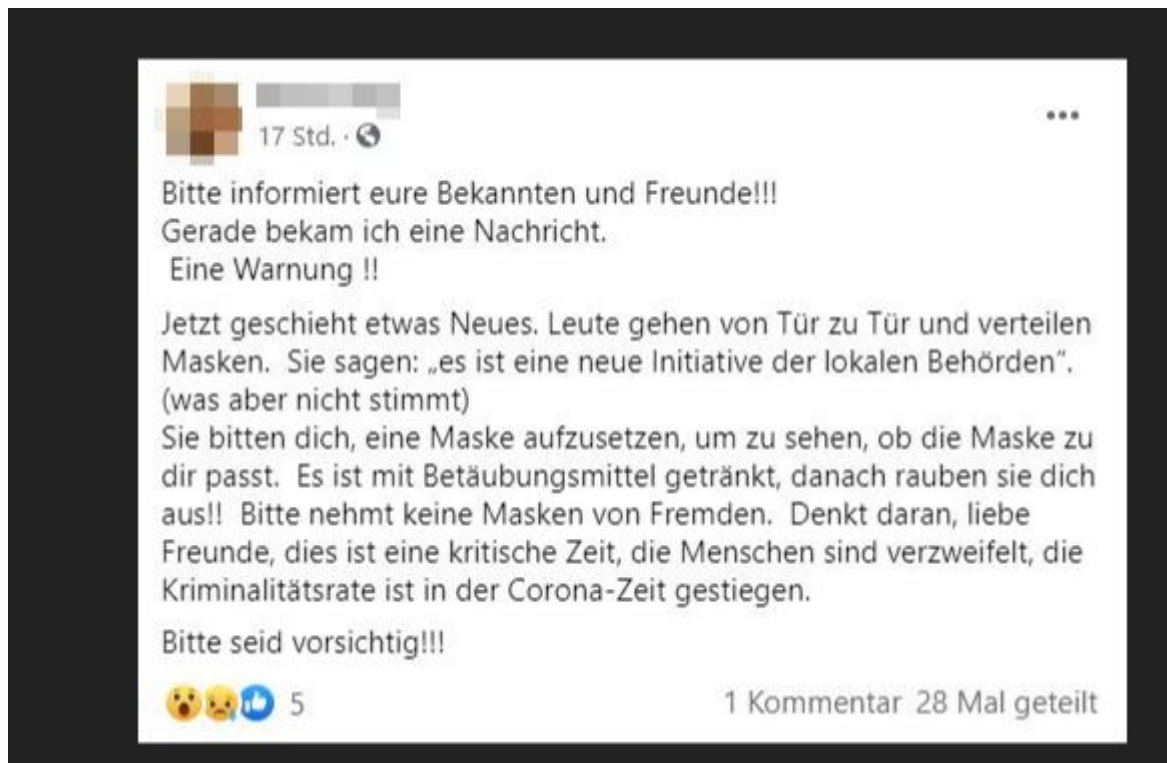 17 Std. ·
Bitte informiert eure Bekannten und Freunde!!!
Gerade bekam ich eine Nachricht.
Eine Warnung !!
Jetzt geschieht etwas Neues. Leute gehen von Tür zu Tür und verteilen
Masken. Sie sagen: „es ist eine neue Initiative der lokalen Behörden“.
(was aber nicht stimmt)
Sie bitten dich, eine Maske aufzusetzen, um zu sehen, ob die Maske zu
dir passt. Es ist mit Betäubungsmittel getränkt, danach rauben sie dich
aus!! Bitte nehmt keine Masken von Fremden. Denkt daran, liebe
Freunde, dies ist eine kritische Zeit, die Menschen sind verzweifelt, die
Kriminalitätsrate ist in der Corona-Zeit gestiegen.
Bitte seid vorsichtig!!!
5 1 Kommentar 28 Mal geteilt